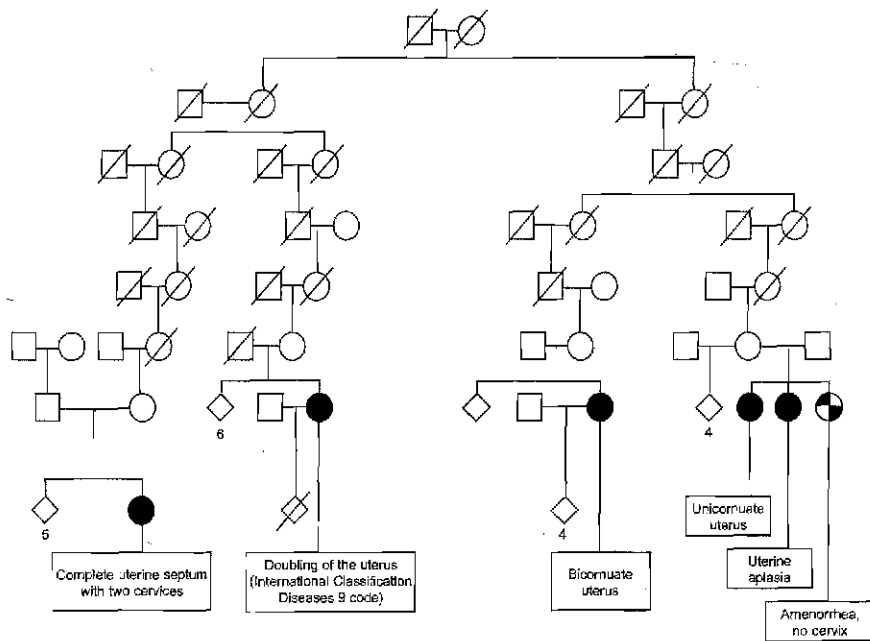 6
4
5
4
Unicornuate
uterus
Complete uterine septum
with two cervices
Doubling of the uterus
(International Classification
Diseases 9 code)
Bicornuate
uterus
Uterine
aplasia
Amenorrhea,
no cervix